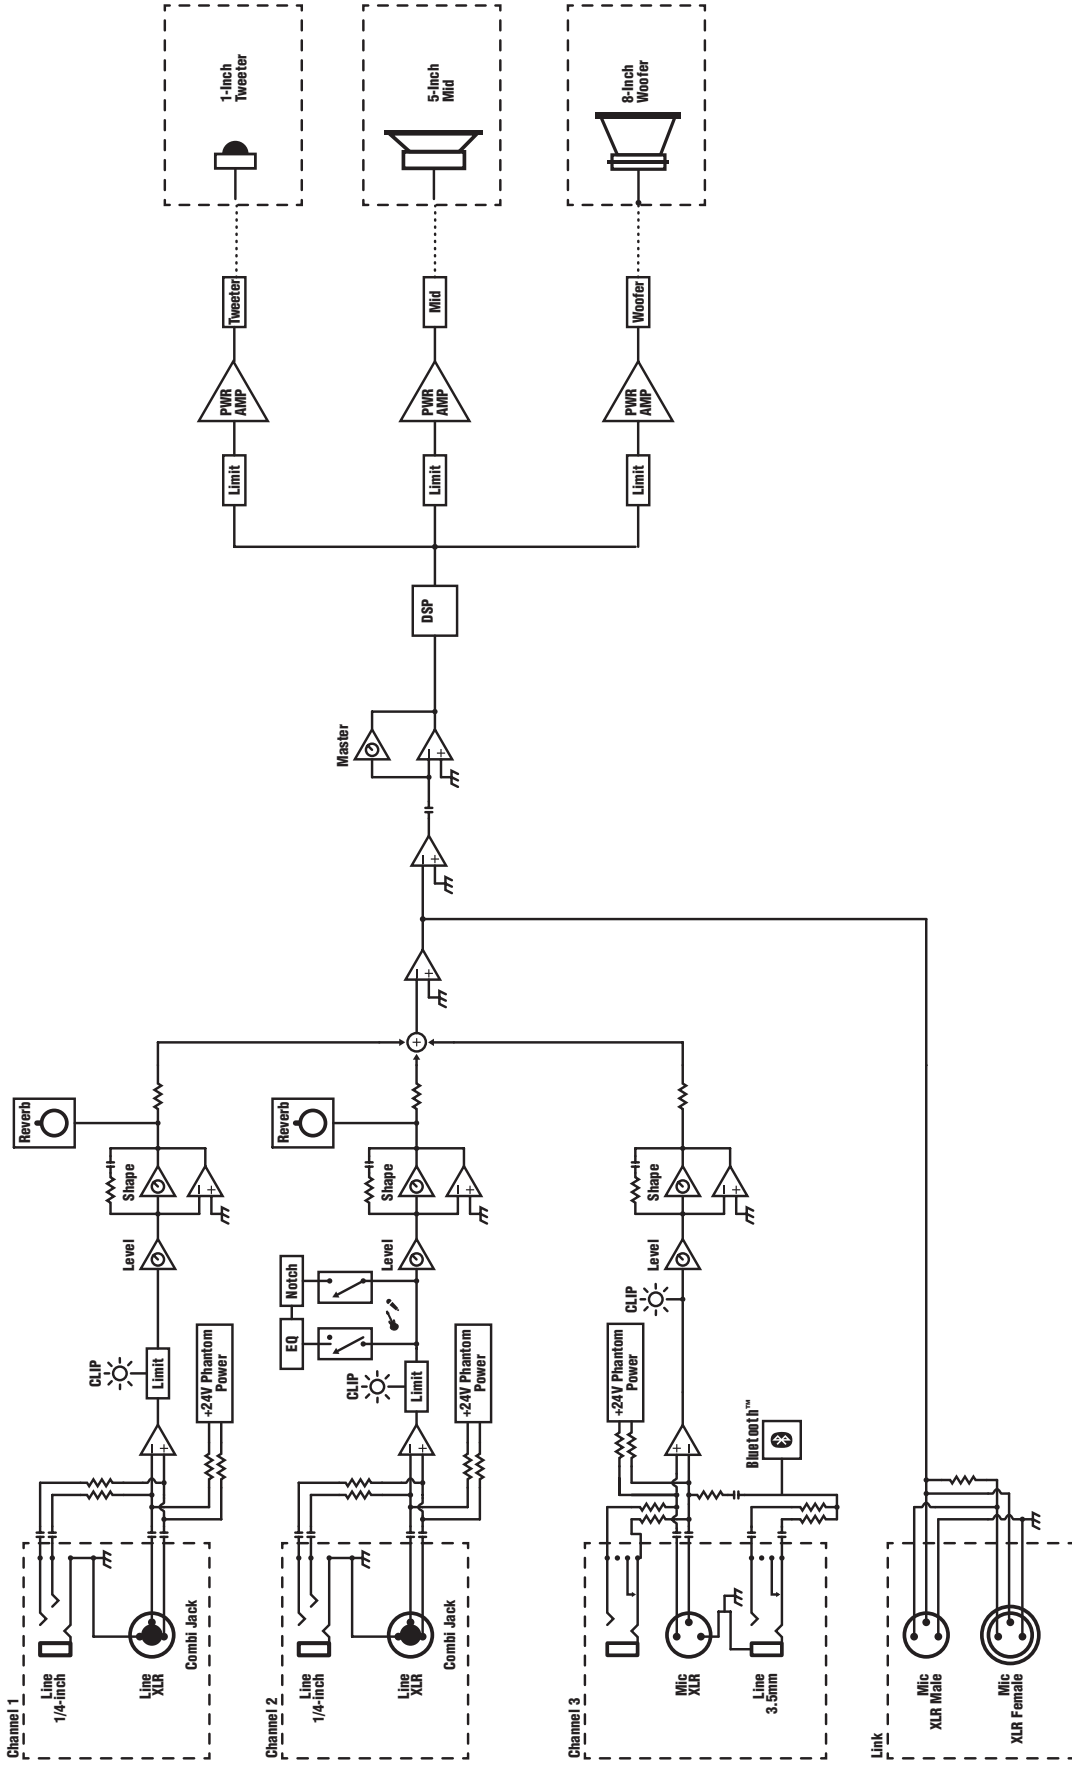 Channel 1
Line
1/4-inch
Line
XLR
Combi Jack
CLIP
Limit
+24V Phantom
Power
Level
Shape
Reverb
Channel 2
Line
1/4-inch
Line
XLR
Combi Jack
CLIP
Limit
+24V Phantom
Power
EQ
Notch
Level
Shape
Reverb
Channel 3
Mic
XLR
Line
3.5mm
+24V Phantom
Power
Bluetooth™
CLIP
Level
Shape
Link
Mic
XLR Male
Mic
XLR Female
Master
DSP
Limit
PWR
AMP
Tweeter
1-Inch
Tweeter
Limit
PWR
AMP
Mid
5-Inch
Mid
Limit
PWR
AMP
Woofer
8-Inch
Woofer